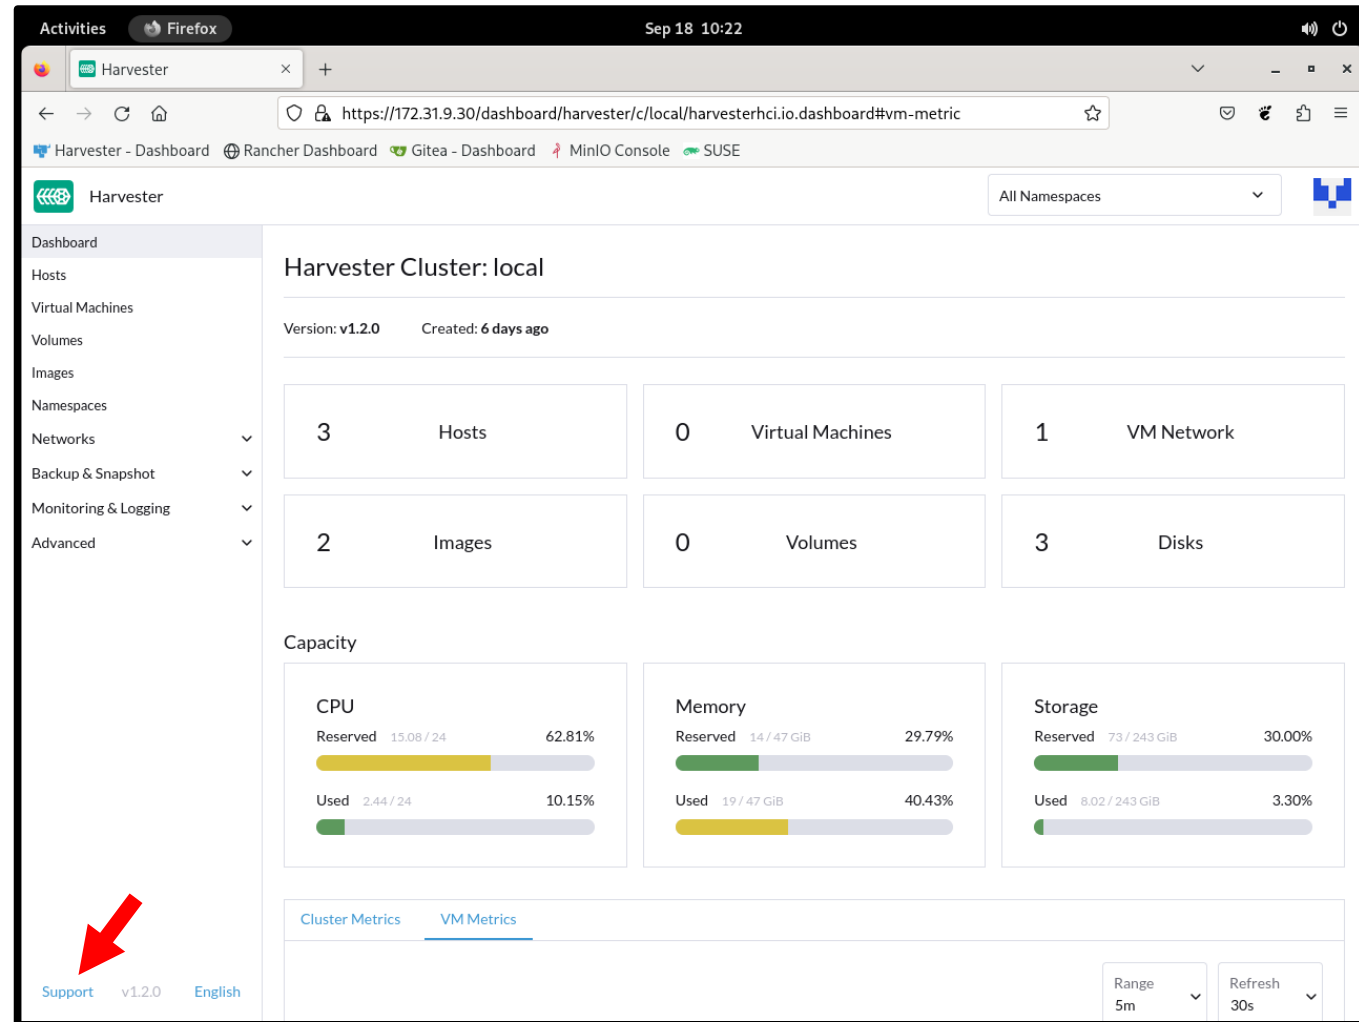 Activities Firefox Sep 18 10:22
Harvester
https://172.31.9.30/dashboard/harvester/c/local/harvesterhci.io.dashboard#vm-metric
Harvester - Dashboard Rancher Dashboard Gitea - Dashboard MinIO Console SUSE
Harvester All Namespaces
Dashboard
Hosts
Virtual Machines
Volumes
Images
Namespaces
Networks
Backup & Snapshot
Monitoring & Logging
Advanced
Support v1.2.0 English
Harvester Cluster: local
Version: v1.2.0 Created: 6 days ago
3 Hosts 0 Virtual Machines 1 VM Network
2 Images 0 Volumes 3 Disks
Capacity
CPU
Reserved 15.08 / 24 62.81%
Used 2.44 / 24 10.15%
Memory
Reserved 14 / 47 GiB 29.79%
Used 19 / 47 GiB 40.43%
Storage
Reserved 73 / 243 GiB 30.00%
Used 8.02 / 243 GiB 3.30%
Cluster Metrics VM Metrics
Range
5m
Refresh
30s